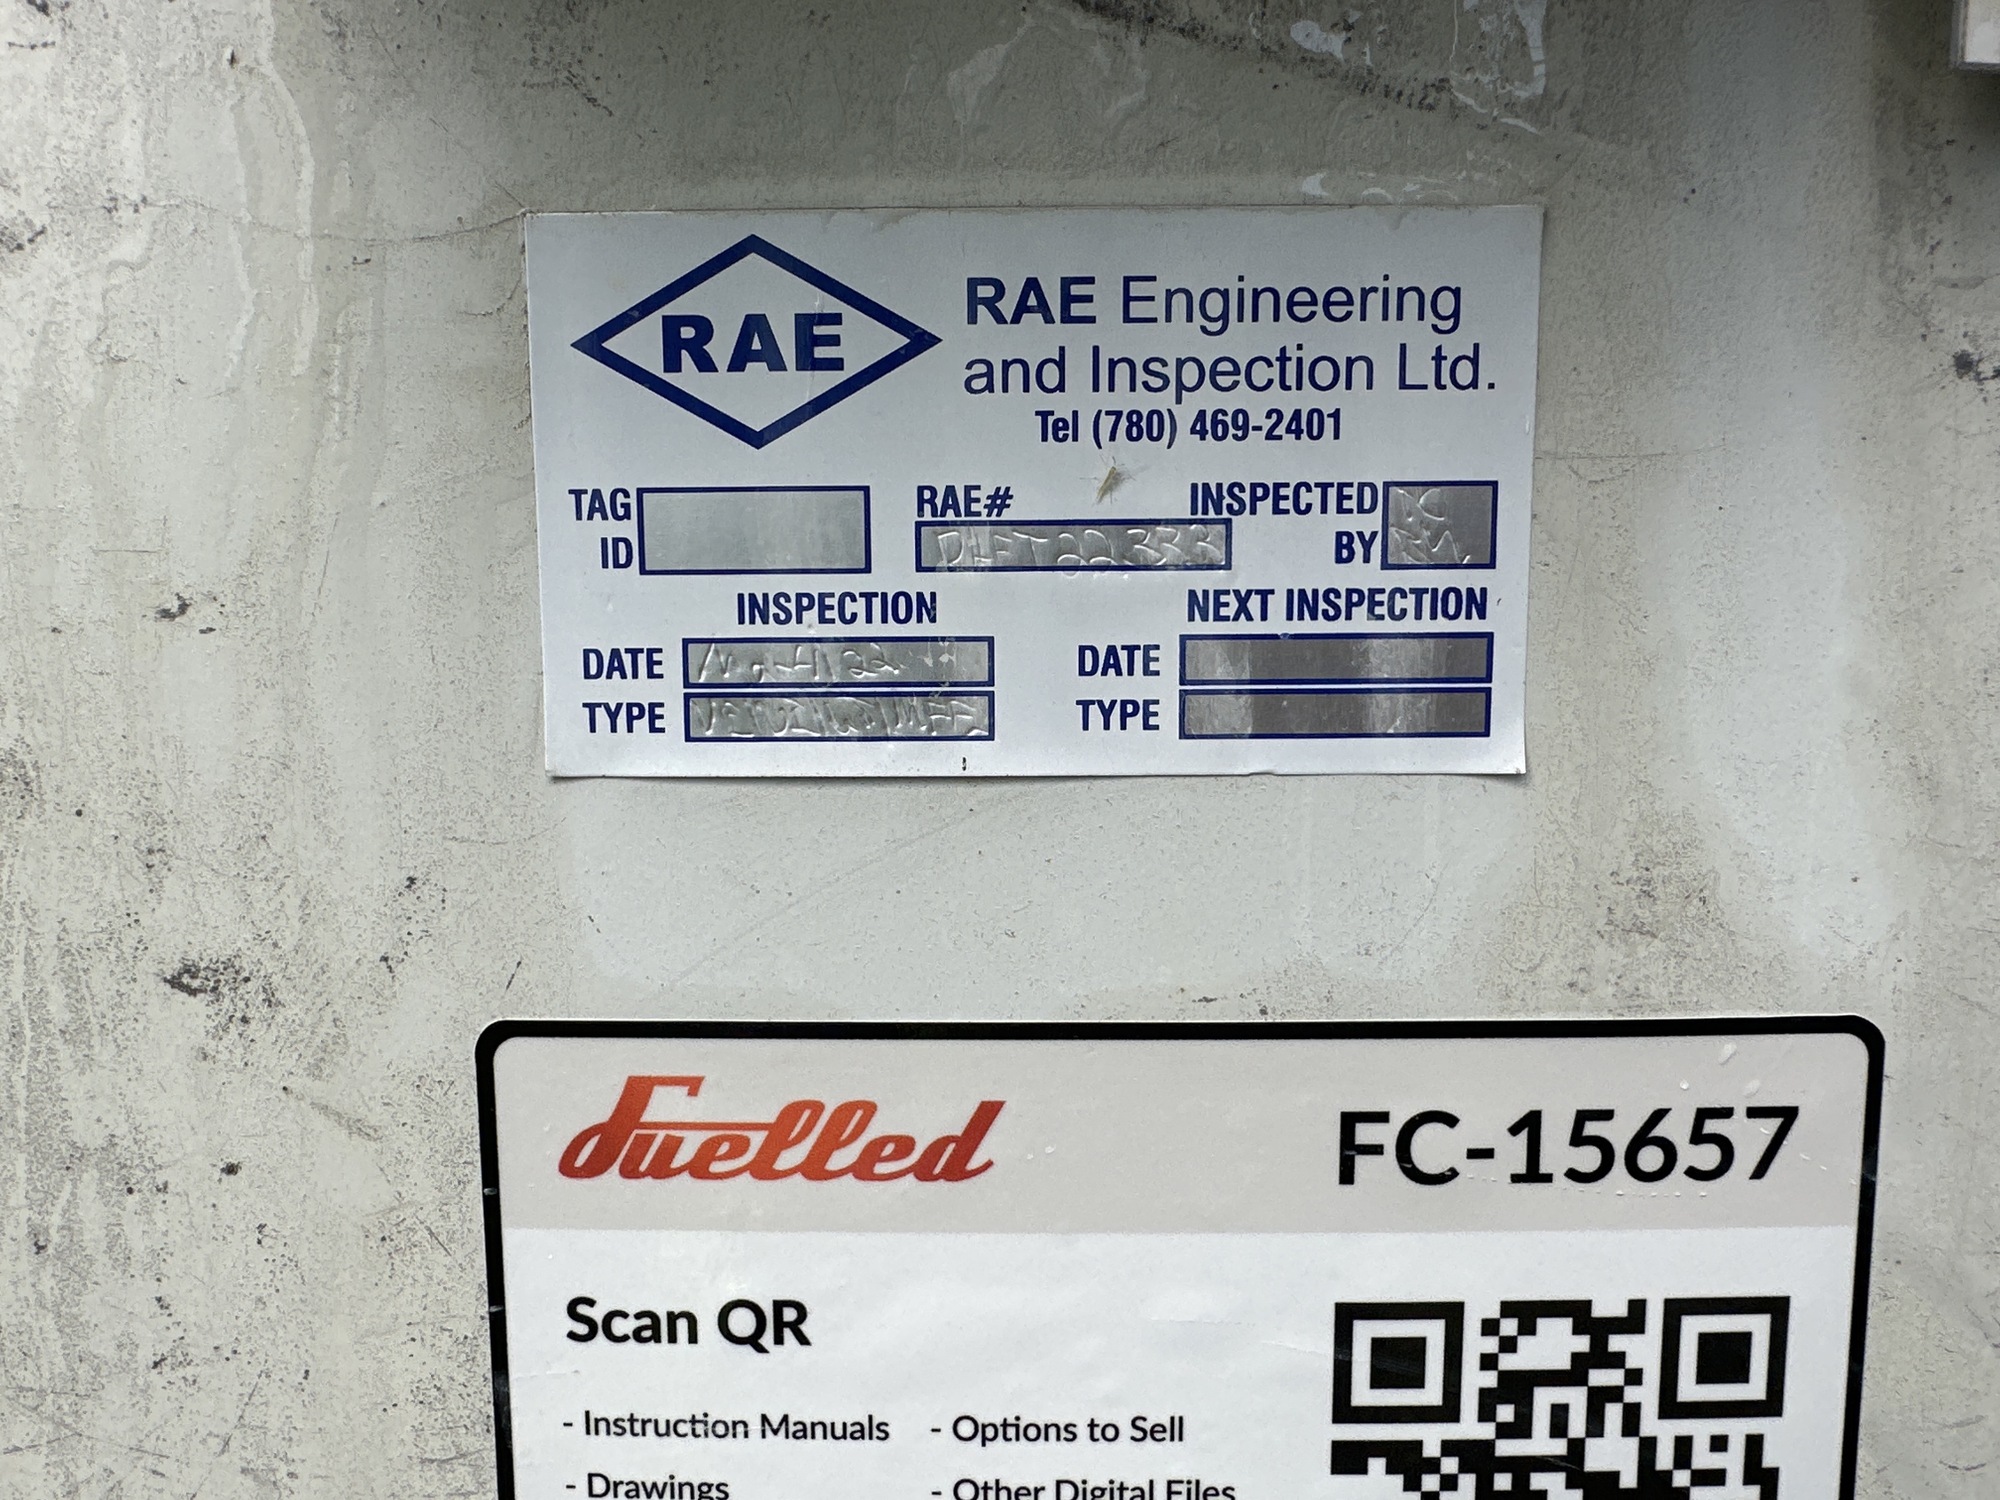 RAE
RAE Engineering
and Inspection Ltd.
Tel (780) 469-2401
TAG ID
RAE#
INSPECTED BY
INSPECTION
DATE
TYPE
NEXT INSPECTION
DATE
TYPE
Fuelled
FC-15657
Scan QR
- Instruction Manuals
- Options to Sell
- Drawings
- Other Digital Files